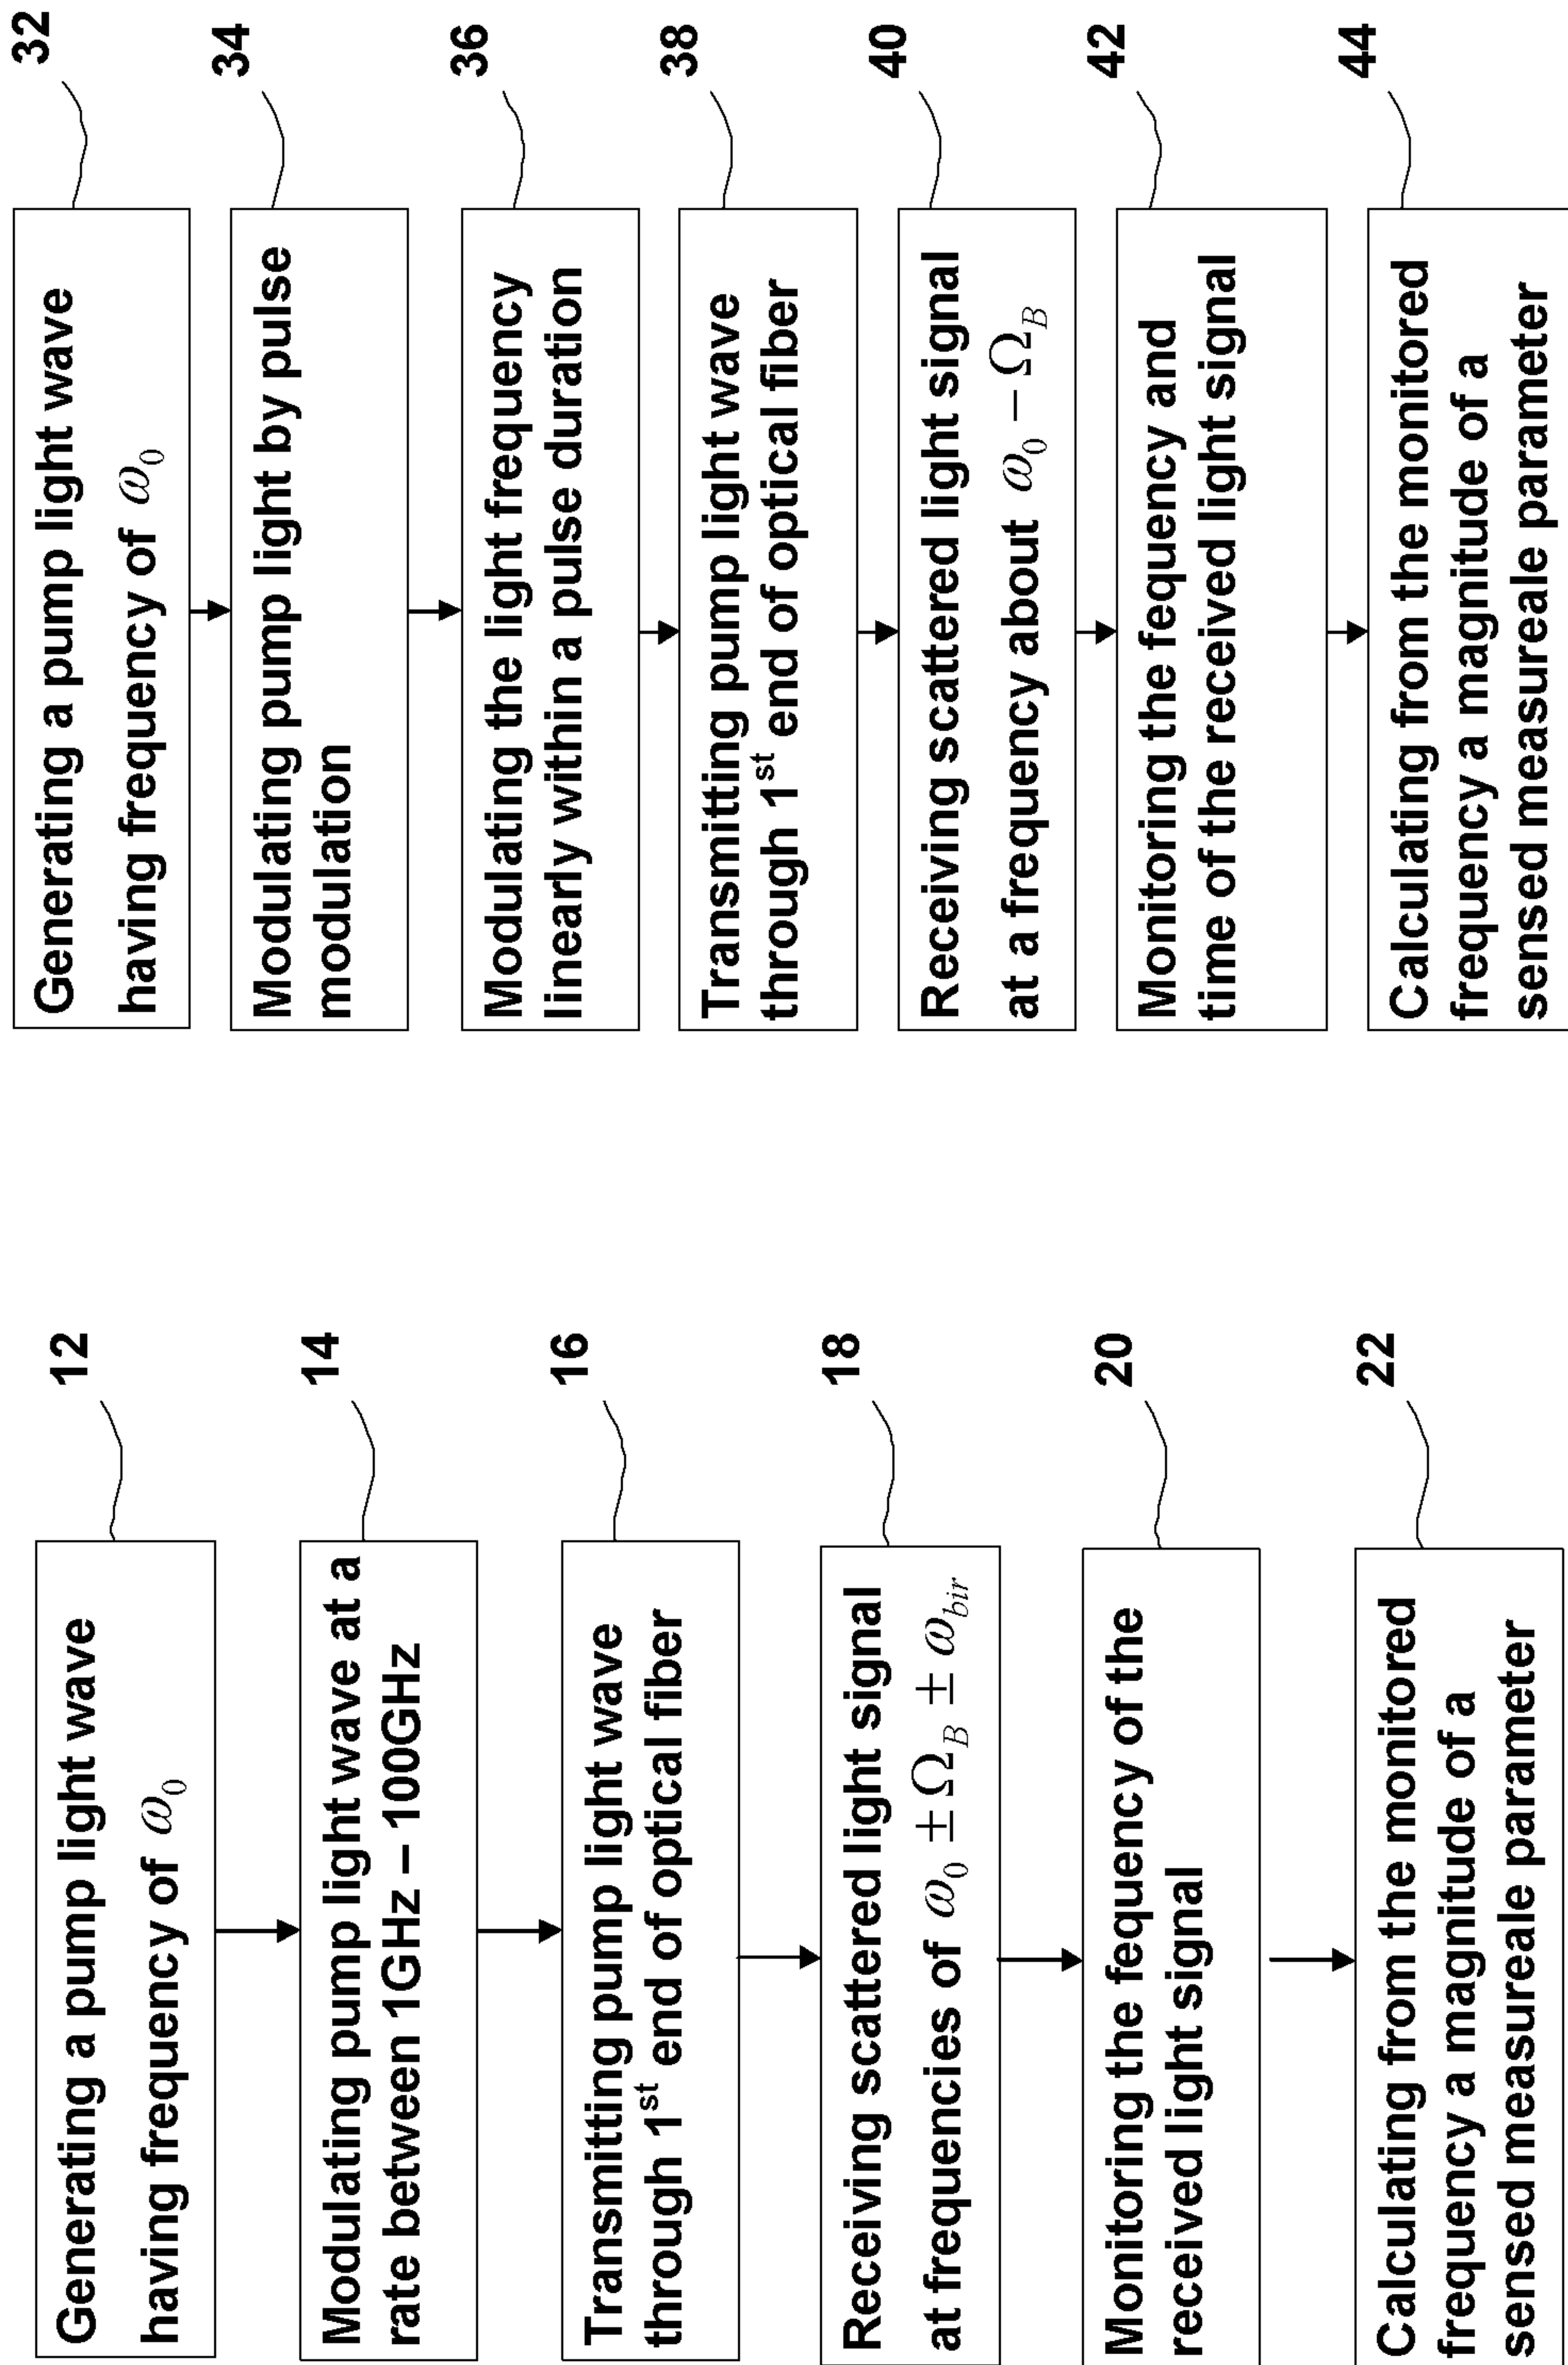 12
Generating a pump light wave
having frequency of ω₀
14
Modulating pump light wave at a
rate between 1GHz – 100GHz
16
Transmitting pump light wave
through 1st end of optical fiber
18
Receiving scattered light signal
at frequencies of ω₀ ± Ω_B ± ω_bir
20
Monitoring the fequency of the
received light signal
22
Calculating from the monitored
frequency a magnitude of a
sensed measureale parameter
32
Generating a pump light wave
having frequency of ω₀
34
Modulating pump light by pulse
modulation
36
Modulating the light frequency
linearly within a pulse duration
38
Transmitting pump light wave
through 1st end of optical fiber
40
Receiving scattered light signal
at a frequency about ω₀ – Ω_B
42
Monitoring the fequency and
time of the received light signal
44
Calculating from the monitored
frequency a magnitude of a
sensed measureale parameter